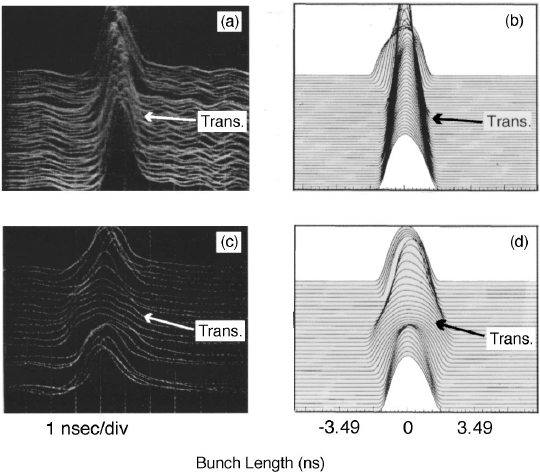 (a)
(b)
Trans.
Trans.
(c)
(d)
Trans.
Trans.
1 nsec/div
-3.49 0 3.49
Bunch Length (ns)